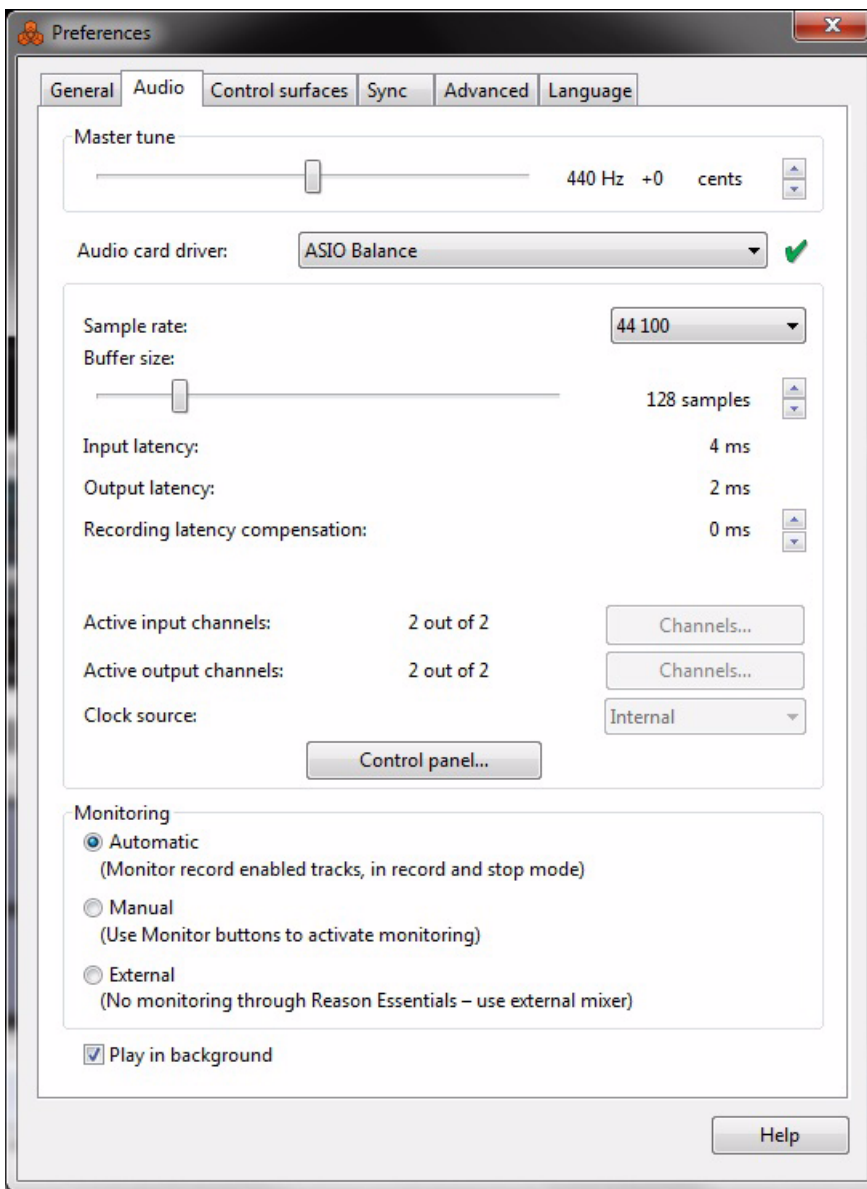 Preferences
General Audio Control surfaces Sync Advanced Language
Master tune
440 Hz +0 cents
Audio card driver: ASIO Balance
Sample rate: 44 100
Buffer size:
128 samples
Input latency: 4 ms
Output latency: 2 ms
Recording latency compensation: 0 ms
Active input channels: 2 out of 2 Channels...
Active output channels: 2 out of 2 Channels...
Clock source: Internal
Control panel...
Monitoring
Automatic
(Monitor record enabled tracks, in record and stop mode)
Manual
(Use Monitor buttons to activate monitoring)
External
(No monitoring through Reason Essentials – use external mixer)
Play in background
Help